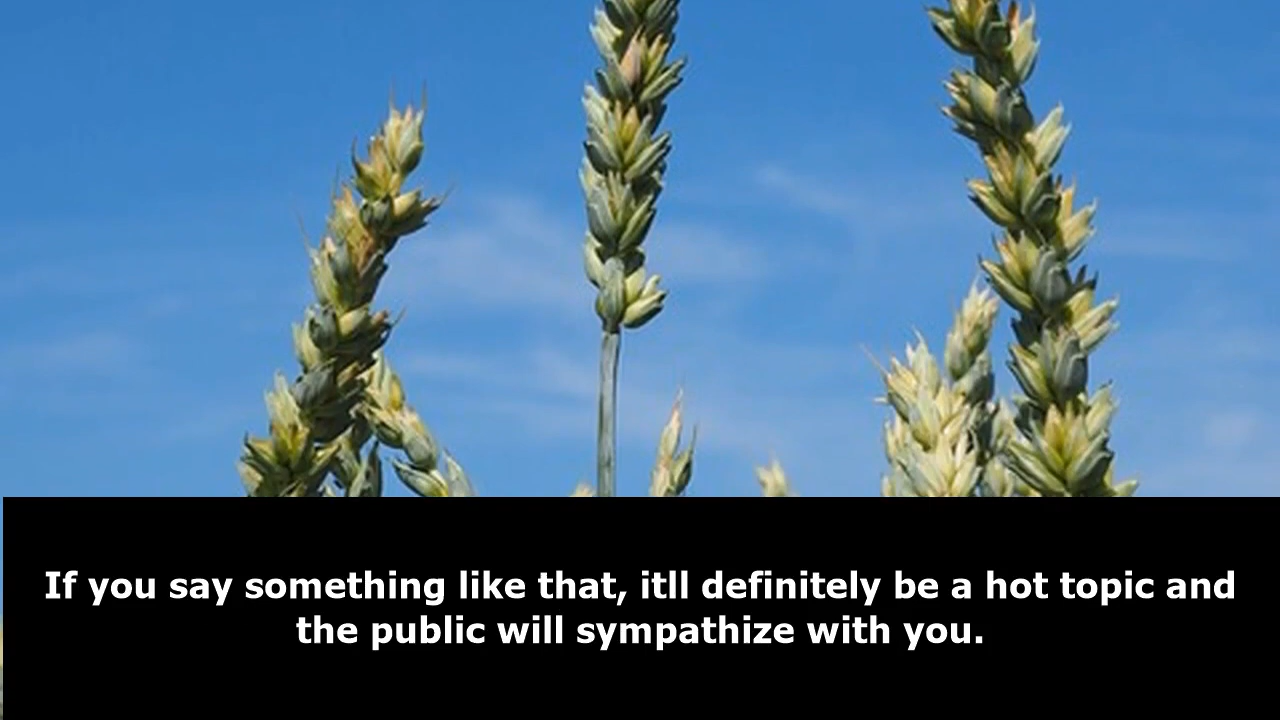 If you say something like that, itll definitely be a hot topic and
the public will sympathize with you.